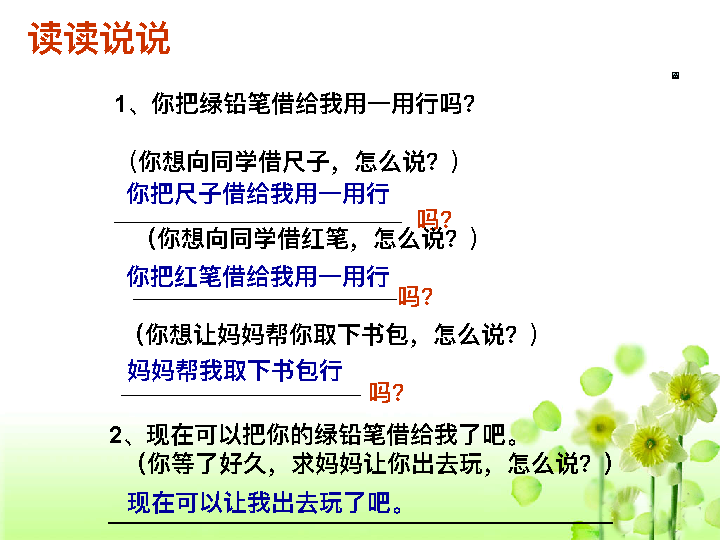 读读说说
1、你把绿铅笔借给我用一用行吗？
（你想向同学借尺子，怎么说？）
你把尺子借给我用一用行
吗？
（你想向同学借红笔，怎么说？）
你把红笔借给我用一用行
吗？
（你想让妈妈帮你取下书包，怎么说？）
妈妈帮我取下书包行
吗？
2、现在可以把你的绿铅笔借给我了吧。
（你等了好久，求妈妈让你出去玩，怎么说？）
现在可以让我出去玩了吧。